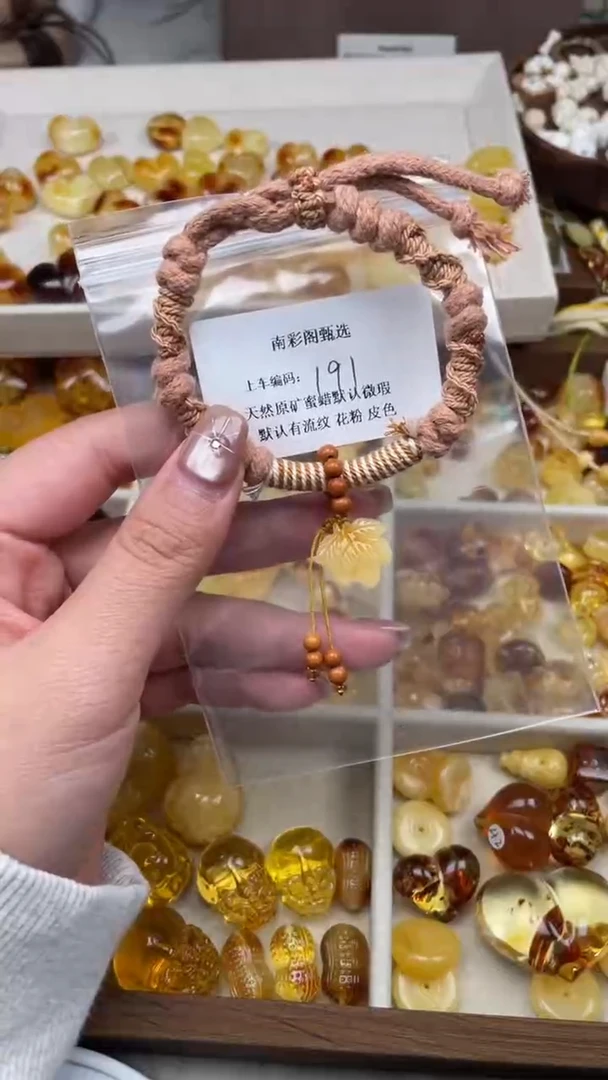 南彩阁甄选
上车编码： 191
天然原矿蜜蜡默认微瑕
默认有流纹 花粉 皮色